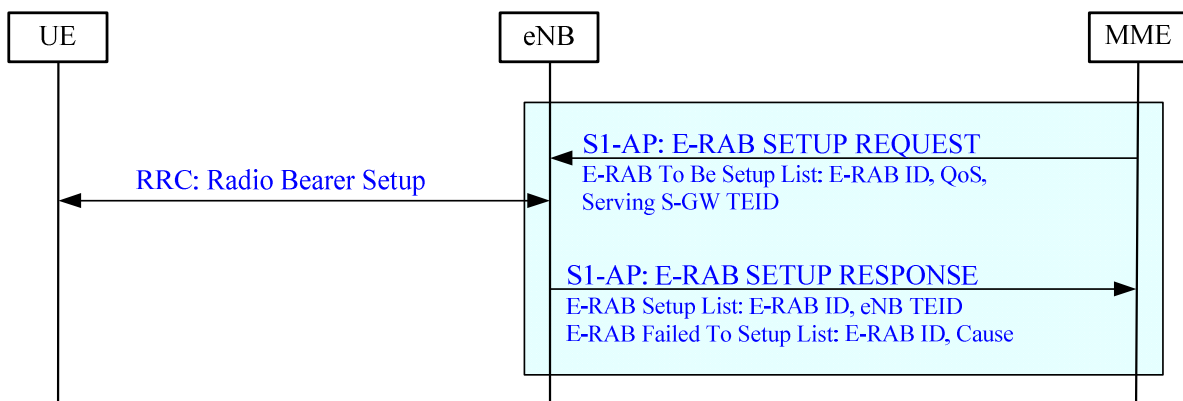 UE
eNB
MME
S1-AP: E-RAB SETUP REQUEST
E-RAB To Be Setup List: E-RAB ID, QoS,
Serving S-GW TEID
RRC: Radio Bearer Setup
S1-AP: E-RAB SETUP RESPONSE
E-RAB Setup List: E-RAB ID, eNB TEID
E-RAB Failed To Setup List: E-RAB ID, Cause